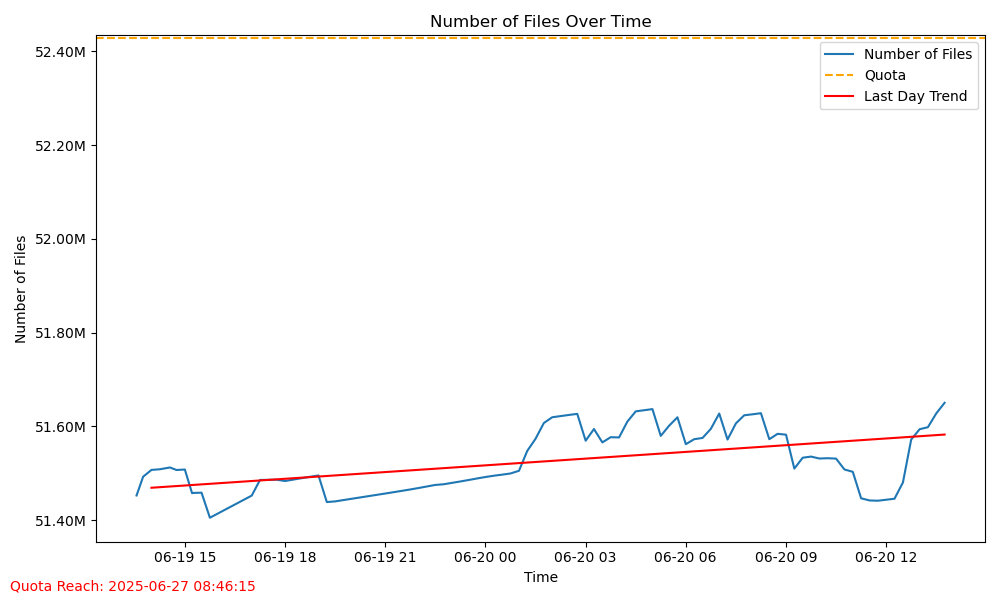 Number of Files Over Time
Number of Files
Quota
Last Day Trend
52.40M
52.20M
52.00M
51.80M
51.60M
51.40M
Number of Files
06-19 15 06-19 18 06-19 21 06-20 00 06-20 03 06-20 06 06-20 09 06-20 12
Time
Quota Reach: 2025-06-27 08:46:15